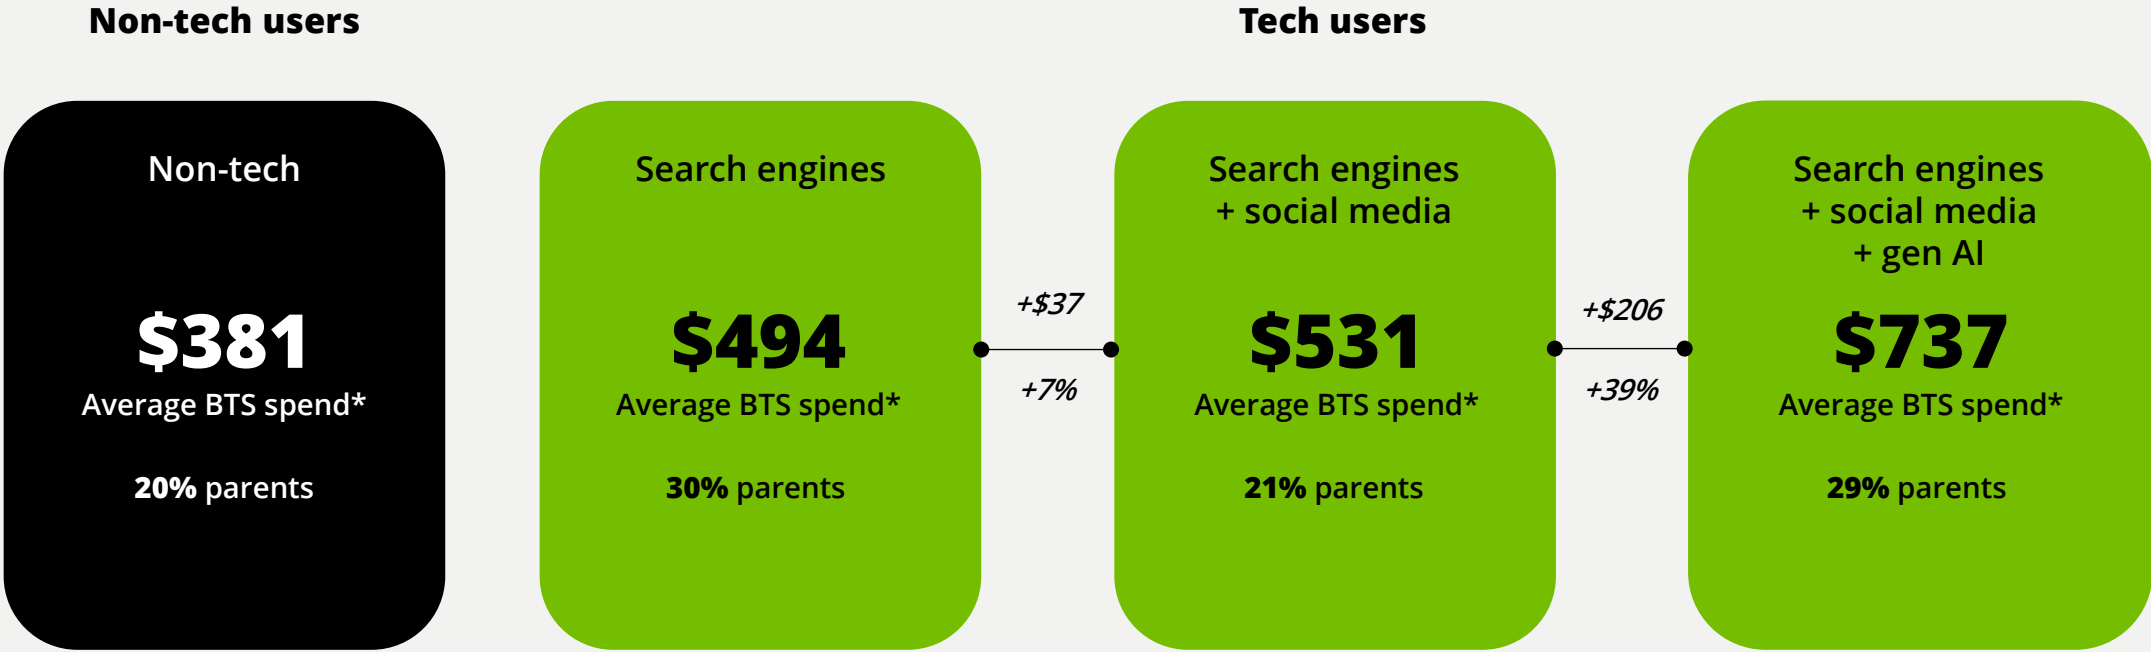 Non-tech users
Tech users
Non-tech
$381
Average BTS spend*
20% parents
Search engines
$494
Average BTS spend*
30% parents
+$37
+7%
Search engines
+ social media
$531
Average BTS spend*
21% parents
+$206
+39%
Search engines
+ social media
+ gen AI
$737
Average BTS spend*
29% parents